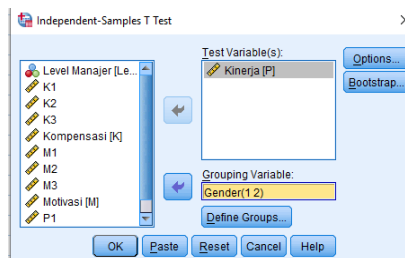 Independent-Samples T Test
Level Manajer [Le...
K1
K2
K3
Kompensasi [K]
M1
M2
M3
Motivasi [M]
P1
Test Variable(s):
Kinerja [P]
Grouping Variable:
Gender(1 2)
Define Groups...
Options...
Bootstrap...
OK Paste Reset Cancel Help